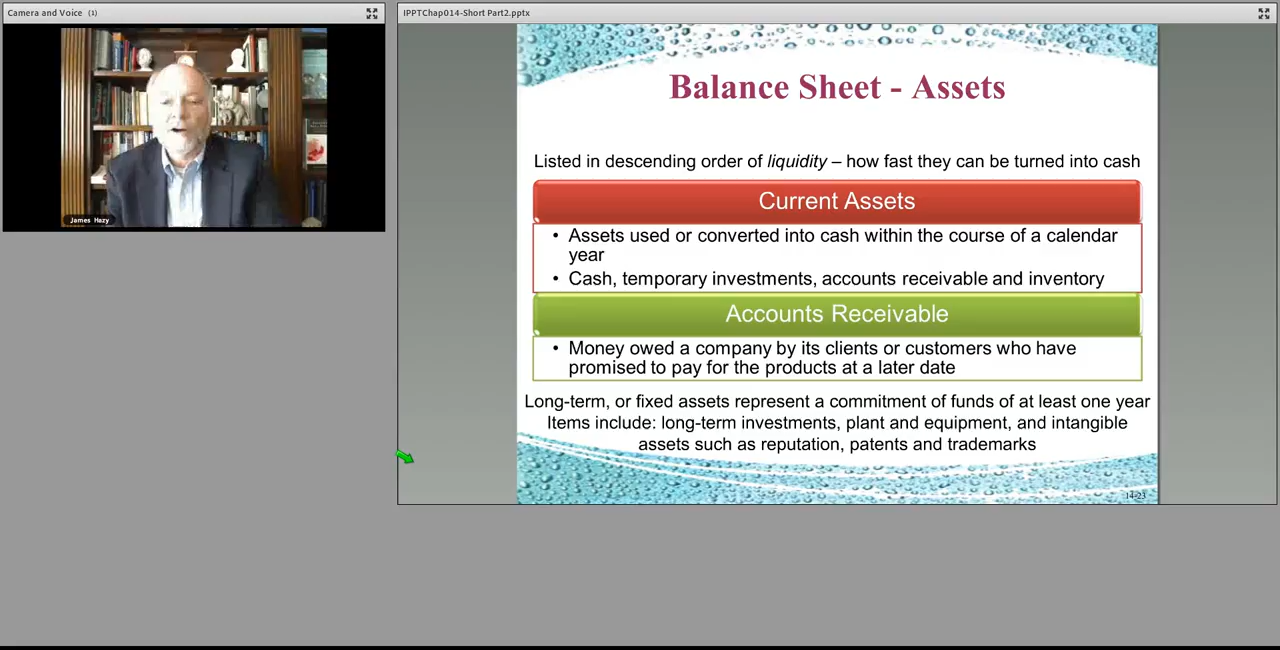 Camera and Voice (1)
James Hazy
IPPTChap014-Short Part2.pptx
Balance Sheet - Assets
Listed in descending order of liquidity – how fast they can be turned into cash
Current Assets
• Assets used or converted into cash within the course of a calendar
year
• Cash, temporary investments, accounts receivable and inventory
Accounts Receivable
• Money owed a company by its clients or customers who have
promised to pay for the products at a later date
Long-term, or fixed assets represent a commitment of funds of at least one year
Items include: long-term investments, plant and equipment, and intangible
assets such as reputation, patents and trademarks
14-23